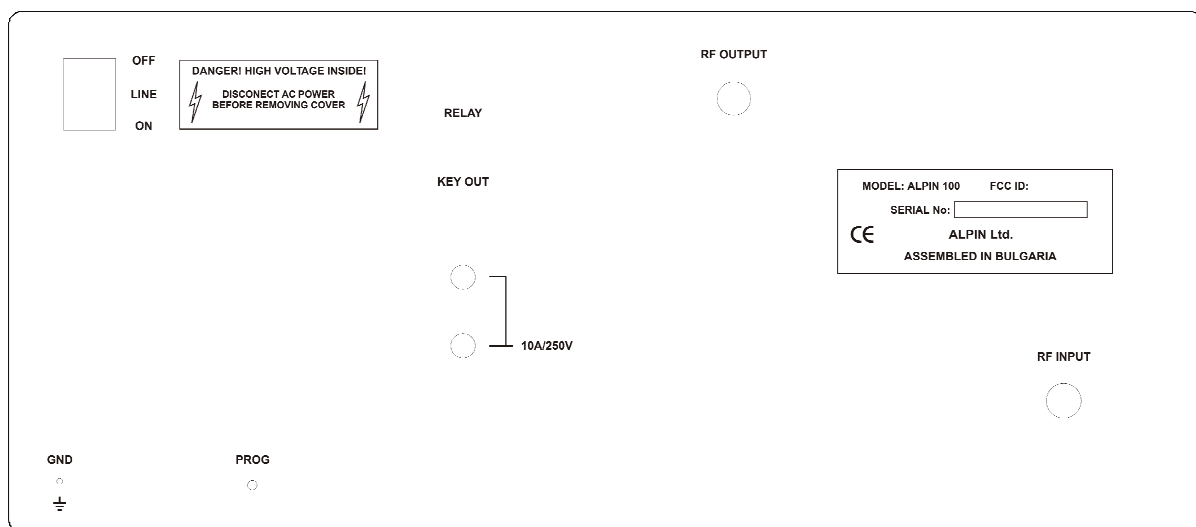 OFF
LINE
ON
DANGER! HIGH VOLTAGE INSIDE!
DISCONECT AC POWER
BEFORE REMOVING COVER
RELAY
KEY OUT
RF OUTPUT
MODEL: ALPIN 100 FCC ID:
SERIAL No:
CE
ALPIN Ltd.
ASSEMBLED IN BULGARIA
10A/250V
RF INPUT
GND
PROG